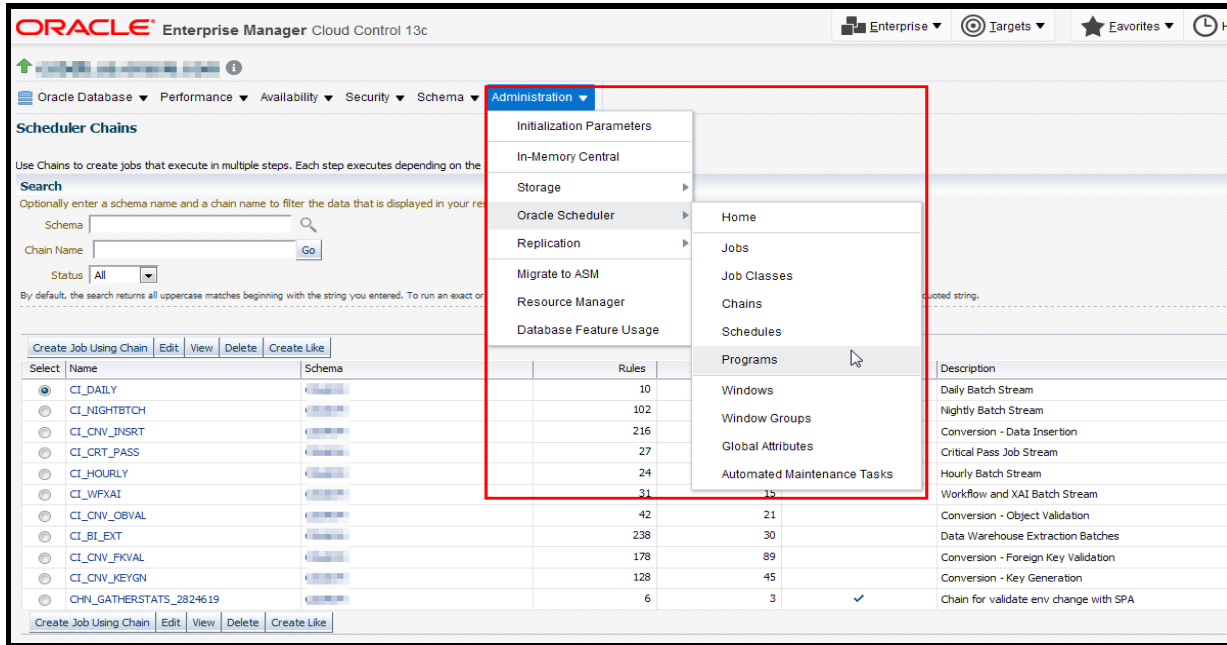 ORACLE Enterprise Manager Cloud Control 13c
Enterprise Targets Favorites H
Oracle Database Performance Availability Security Schema Administration
Scheduler Chains
Use Chains to create jobs that execute in multiple steps. Each step executes depending on the
Search
Optionally enter a schema name and a chain name to filter the data that is displayed in your res
Schema
Chain Name Go
Status All
By default, the search returns all uppercase matches beginning with the string you entered. To run an exact or
quoted string.
Initialization Parameters
In-Memory Central
Storage
Oracle Scheduler
Replication
Migrate to ASM
Resource Manager
Database Feature Usage
Home
Jobs
Job Classes
Chains
Schedules
Programs
Windows
Window Groups
Global Attributes
Automated Maintenance Tasks
Create Job Using Chain Edit View Delete Create Like
Select Name Schema Rules Description
CI_DAILY 10 Daily Batch Stream
CI_NIGHTBTCH 102 Nightly Batch Stream
CI_CNV_INSRT 216 Conversion - Data Insertion
CI_CRT_PASS 27 Critical Pass Job Stream
CI_HOURLY 24 Hourly Batch Stream
CI_WFXAI 31 15 Workflow and XAI Batch Stream
CI_CNV_OBVAL 42 21 Conversion - Object Validation
CI_BI_EXT 238 30 Data Warehouse Extraction Batches
CI_CNV_FKVAL 178 89 Conversion - Foreign Key Validation
CI_CNV_KEYGN 128 45 Conversion - Key Generation
CHN_GATHERSTATS_2824619 6 3 Chain for validate env change with SPA
Create Job Using Chain Edit View Delete Create Like